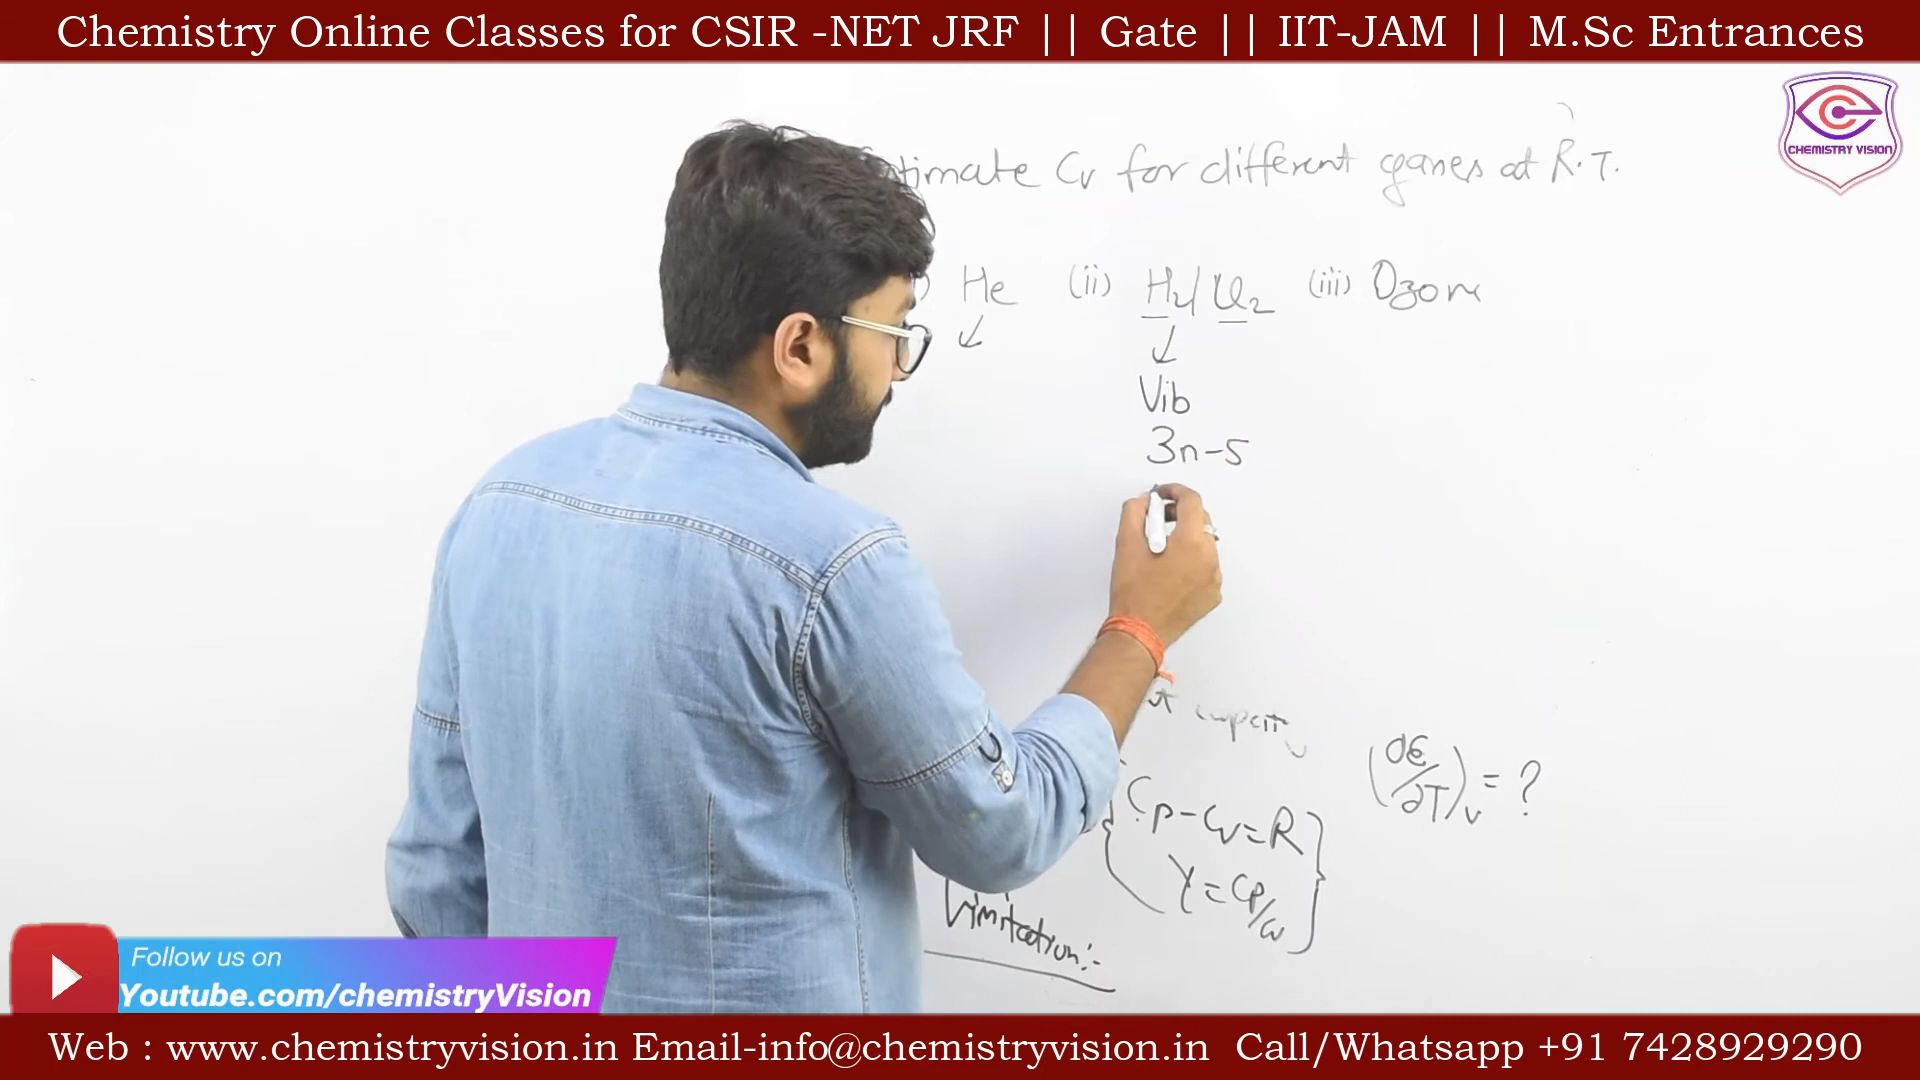 Chemistry Online Classes for CSIR -NET JRF || Gate || IIT-JAM || M.Sc Entrances
CHEMISTRY VISION
timate Cv for different gases at R.T.
) He (ii) H2/ (iii) Ozone
Vib
3n-5
(∂E/∂T)v = ?
Cp-Cv=R
γ=Cp/Cv
Limitation:-
Follow us on
Youtube.com/chemistryVision
Web : www.chemistryvision.in Email-info@chemistryvision.in Call/Whatsapp +91 7428929290